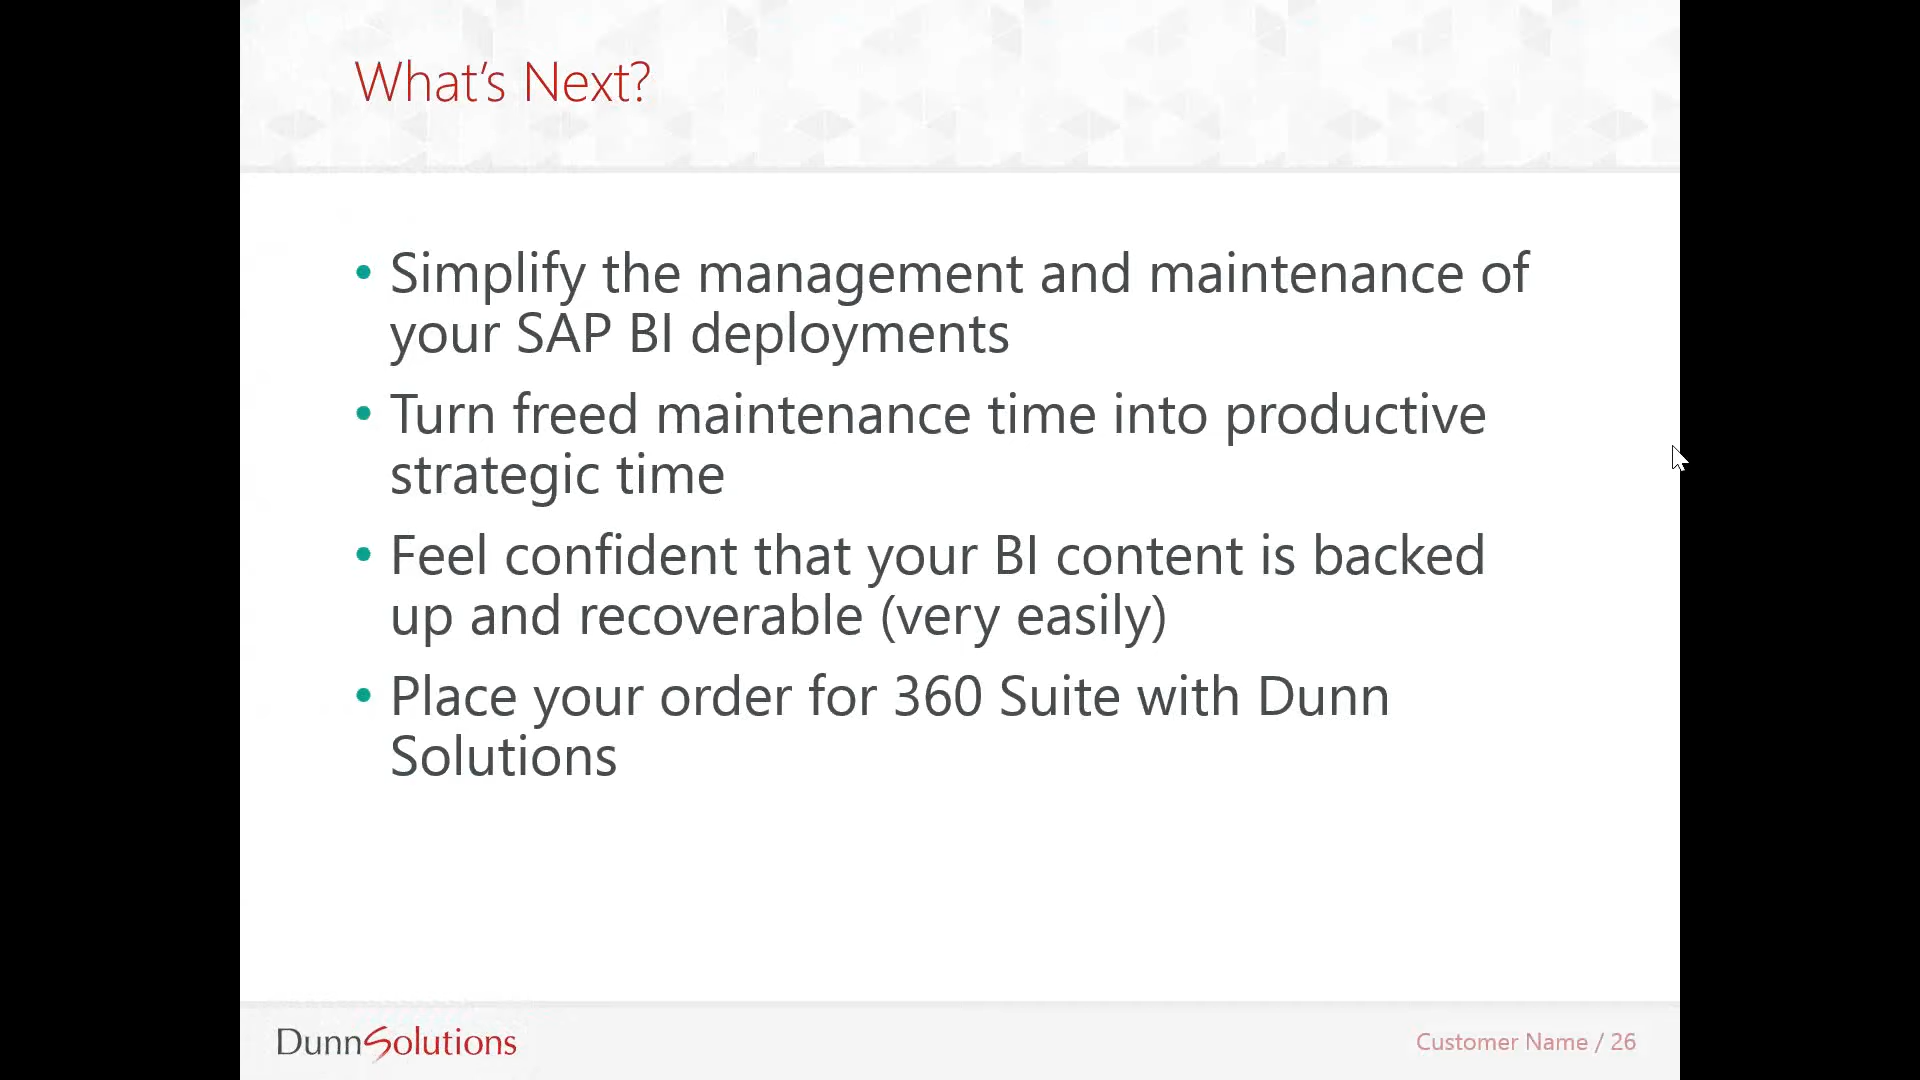 What's Next?
• Simplify the management and maintenance of
your SAP BI deployments
• Turn freed maintenance time into productive
strategic time
• Feel confident that your BI content is backed
up and recoverable (very easily)
• Place your order for 360 Suite with Dunn
Solutions
DunnSolutions
Customer Name / 26